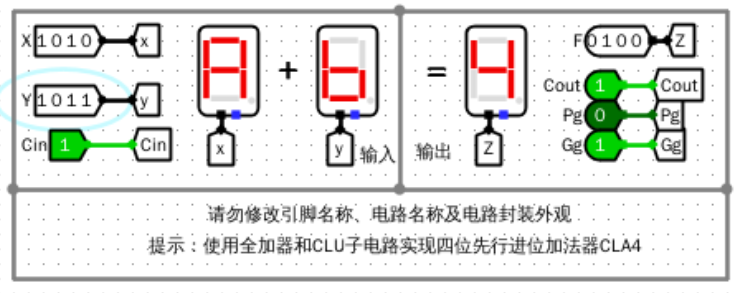 X 1010 x
Y 1011 y
Cin 1 Cin
A + b = 4
x y 输入 输出 Z
F 0100 Z
Cout 1 Cout
Pg 0 Pg
Gg 1 Gg
请勿修改引脚名称、电路名称及电路封装外观
提示：使用全加器和CLU子电路实现四位先行进位加法器CLA4